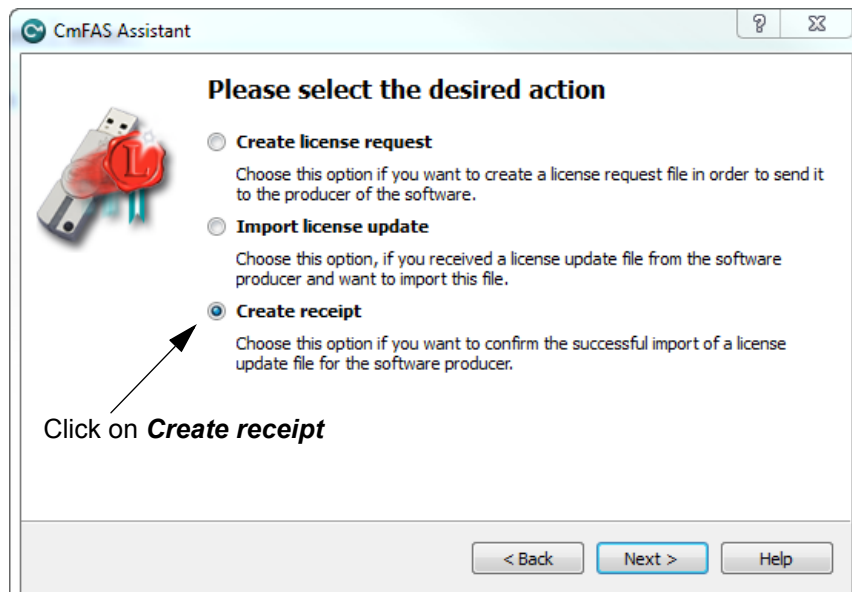 CmFAS Assistant
Please select the desired action
Create license request
Choose this option if you want to create a license request file in order to send it
to the producer of the software.
Import license update
Choose this option, if you received a license update file from the software
producer and want to import this file.
Create receipt
Choose this option if you want to confirm the successful import of a license
update file for the software producer.
Click on Create receipt
< Back
Next >
Help
L